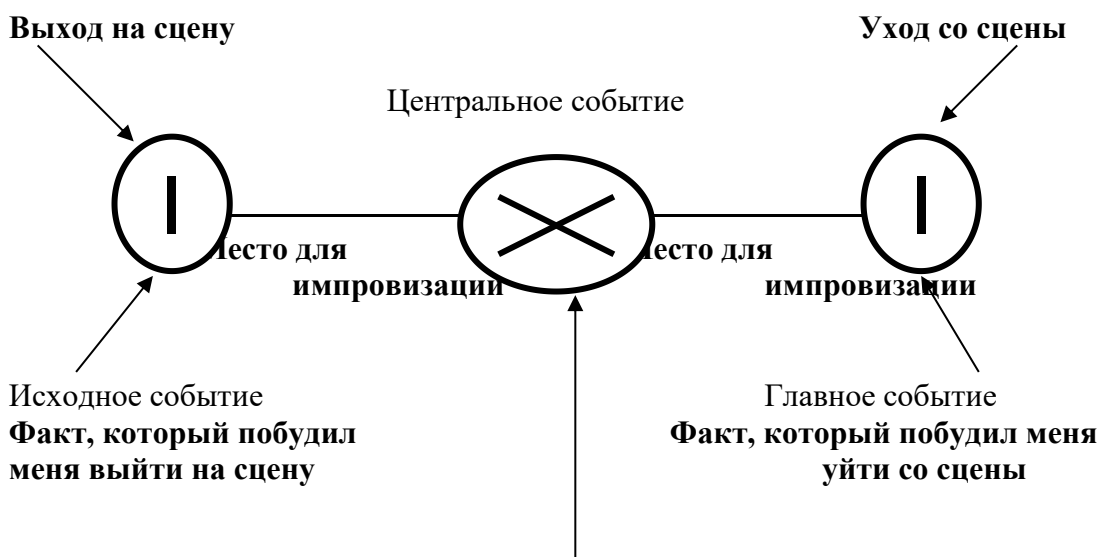 Выход на сцену
Уход со сцены
Центральное событие
есто для
импровизации
есто для
импровизации
Исходное событие
Факт, который побудил
меня выйти на сцену
Главное событие
Факт, который побудил меня
уйти со сцены